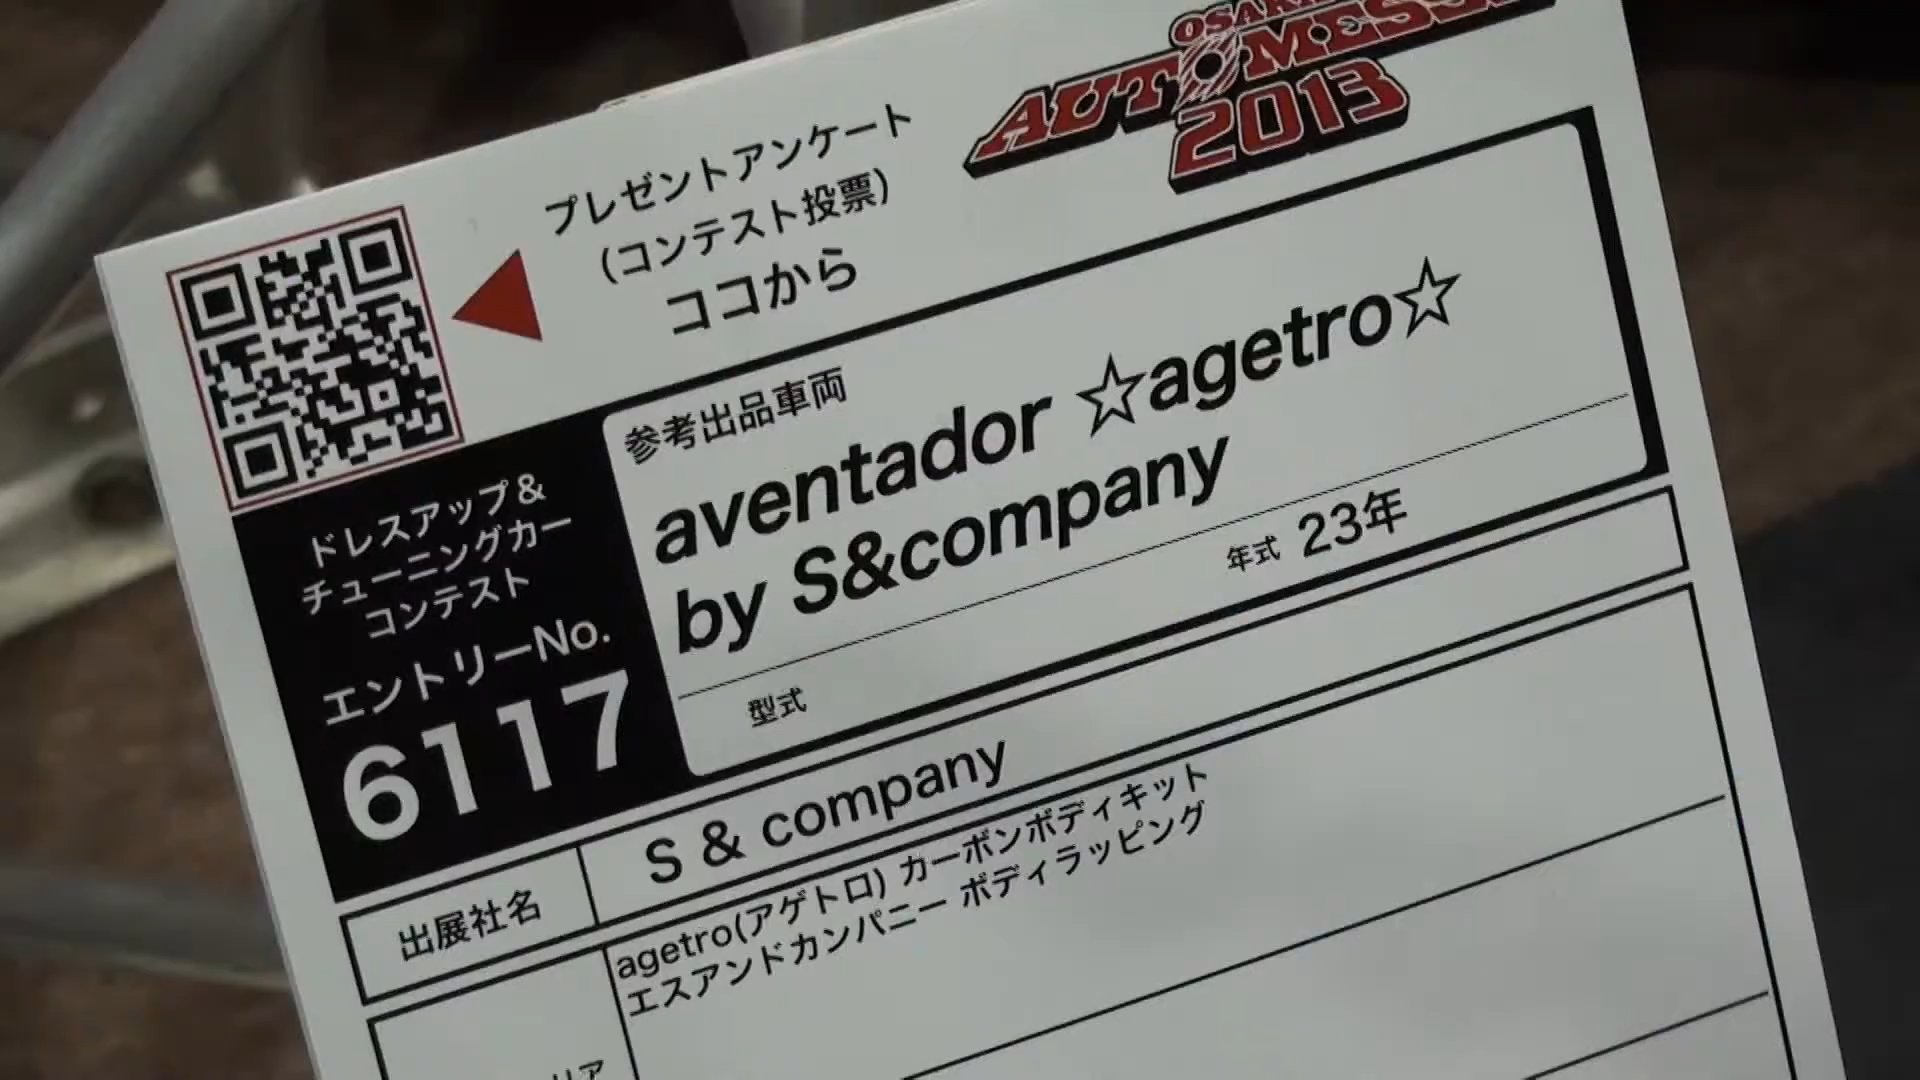 OSAKA
AUTOMESSE
2013
プレゼントアンケート
(コンテスト投票)
ココから
ドレスアップ&
チューニングカー
コンテスト
エントリーNo.
6117
参考出品車両
aventador ☆agetro☆
by S&company
年式 23年
型式
出展社名
S & company
agetro(アゲトロ) カーボンボディキット
エスアンドカンパニー ボディラッピング
リア